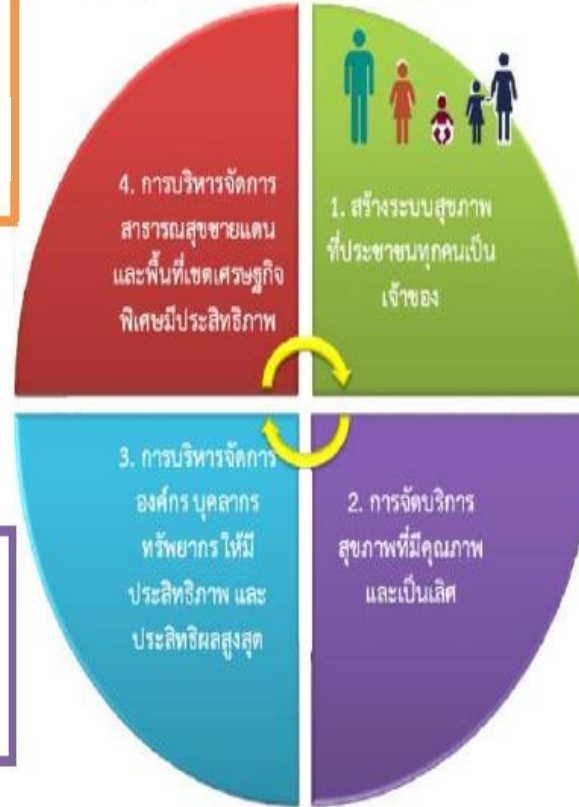 4. การบริหารจัดการ
สาธารณสุขชายแดน
และพื้นที่เขตเศรษฐกิจ
พิเศษมีประสิทธิภาพ
1. สร้างระบบสุขภาพ
ที่ประชาชนทุกคนเป็น
เจ้าของ
3. การบริหารจัดการ
องค์กร บุคลากร
ทรัพยากร ให้มี
ประสิทธิภาพ และ
ประสิทธิผลสูงสุด
2. การจัดบริการ
สุขภาพที่มีคุณภาพ
และเป็นเลิศ